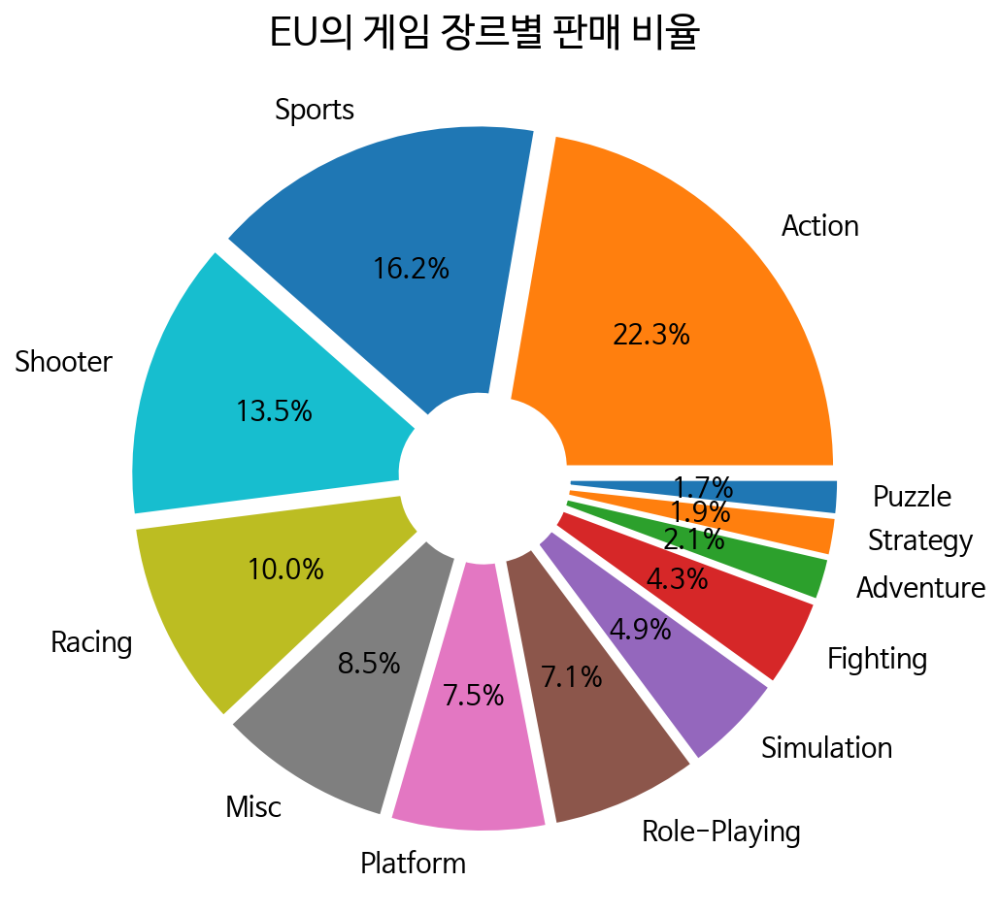 EU의 게임 장르별 판매 비율
Sports
Action
16.2%
22.3%
Shooter
13.5%
1.7%
Puzzle
1.9%
Strategy
2.1%
10.0%
4.3%
Adventure
4.9%
Racing
8.5%
Fighting
7.1%
7.5%
Simulation
Misc
Role-Playing
Platform